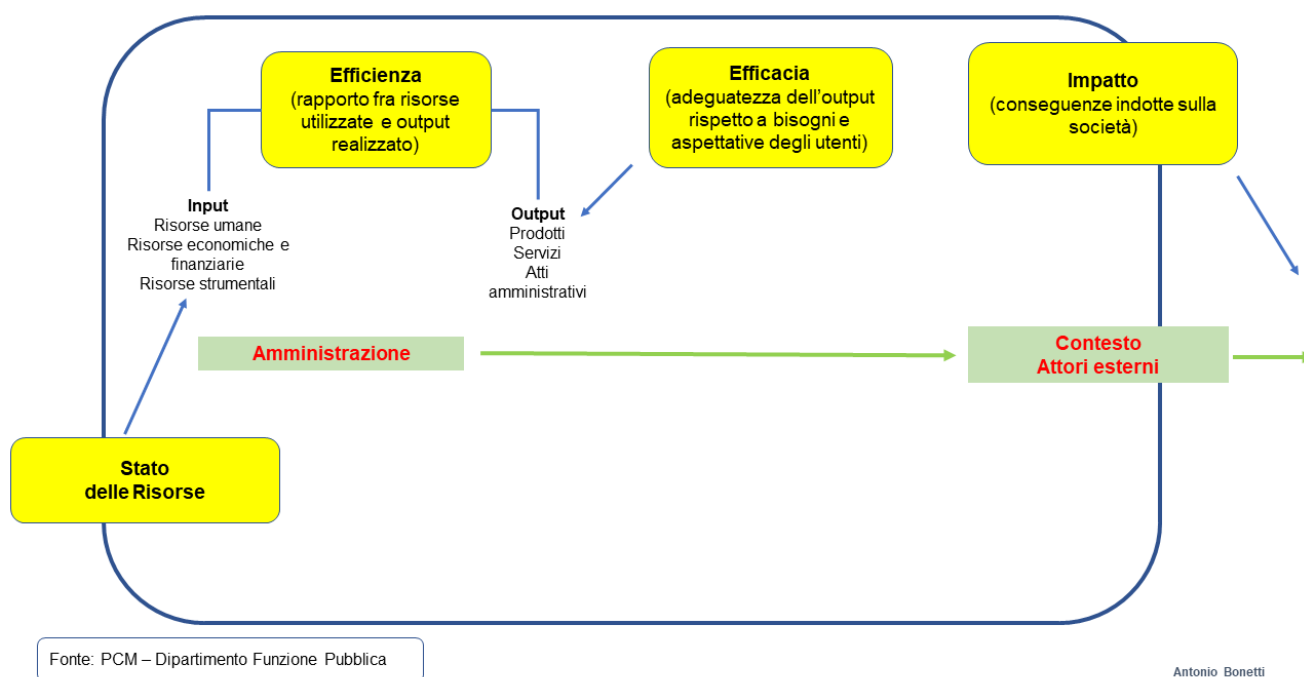 Efficienza
(rapporto fra risorse
utilizzate e output
realizzato)
Efficacia
(adeguatezza dell'output
rispetto a bisogni e
aspettative degli utenti)
Impatto
(conseguenze indotte sulla
società)
Input
Risorse umane
Risorse economiche e
finanziarie
Risorse strumentali
Output
Prodotti
Servizi
Atti
amministrativi
Amministrazione
Contesto
Attori esterni
Stato
delle Risorse
Fonte: PCM – Dipartimento Funzione Pubblica
Antonio Bonetti